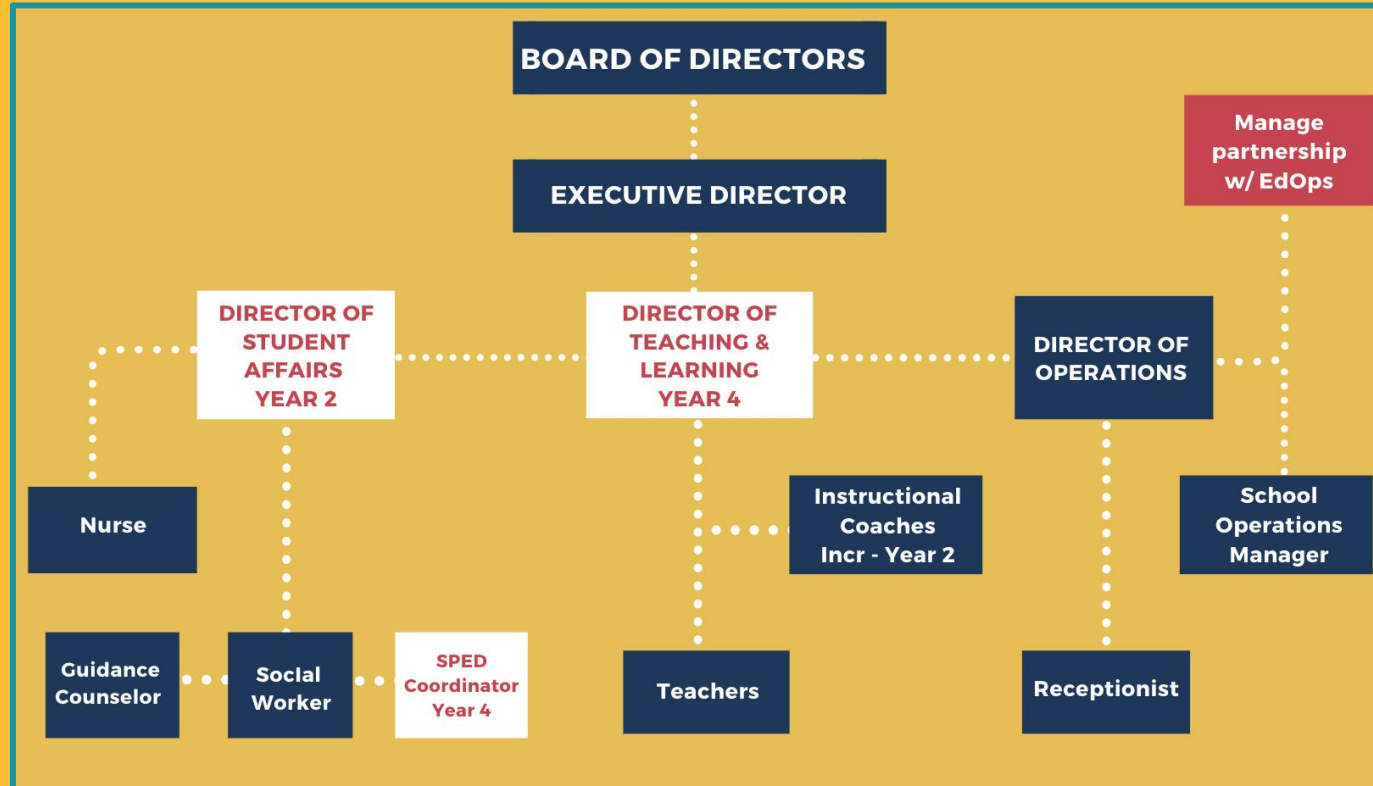 BOARD OF DIRECTORS
Manage
partnership
w/ EdOps
EXECUTIVE DIRECTOR
DIRECTOR OF
STUDENT
AFFAIRS
YEAR 2
DIRECTOR OF
TEACHING &
LEARNING
YEAR 4
DIRECTOR OF
OPERATIONS
Nurse
Instructional
Coaches
Incr - Year 2
School
Operations
Manager
Guidance
Counselor
Social
Worker
SPED
Coordinator
Year 4
Teachers
Receptionist